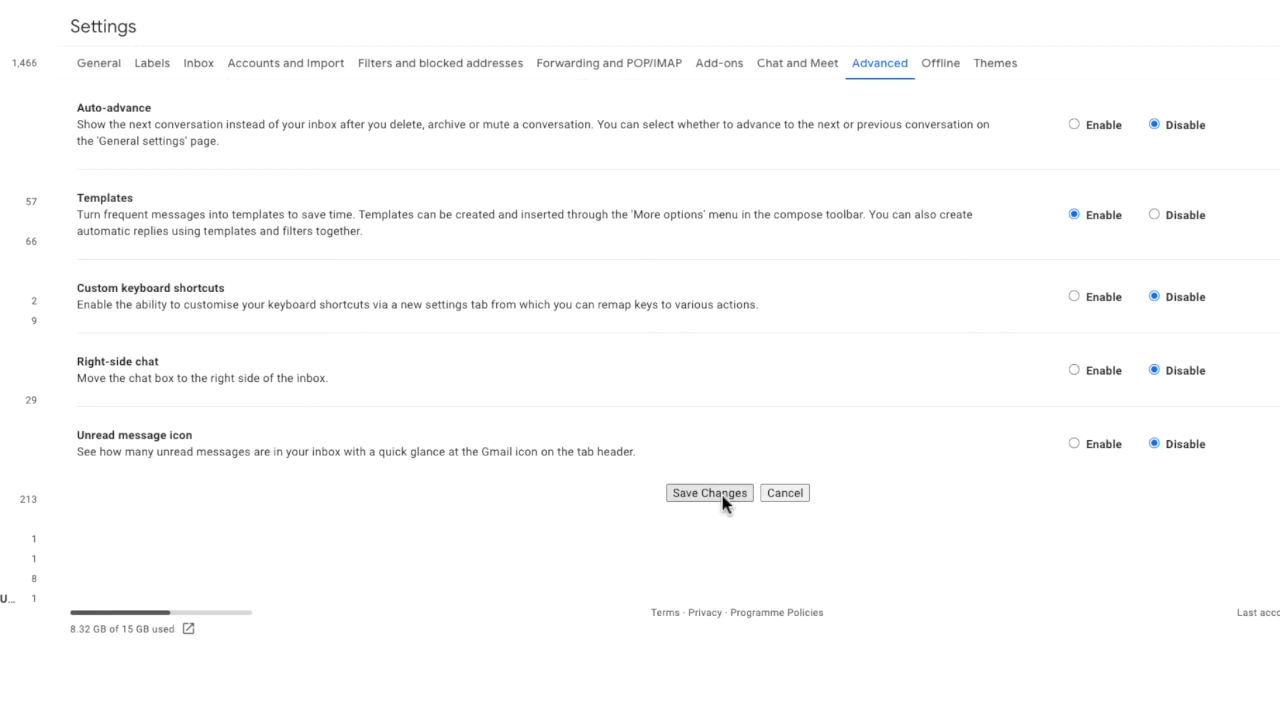 Settings
1,466
General Labels Inbox Accounts and Import Filters and blocked addresses Forwarding and POP/IMAP Add-ons Chat and Meet Advanced Offline Themes
Auto-advance
Show the next conversation instead of your inbox after you delete, archive or mute a conversation. You can select whether to advance to the next or previous conversation on
the 'General settings' page.
Enable Disable
57
66
Templates
Turn frequent messages into templates to save time. Templates can be created and inserted through the 'More options' menu in the compose toolbar. You can also create
automatic replies using templates and filters together.
Enable Disable
2
9
Custom keyboard shortcuts
Enable the ability to customise your keyboard shortcuts via a new settings tab from which you can remap keys to various actions.
Enable Disable
29
Right-side chat
Move the chat box to the right side of the inbox.
Enable Disable
Unread message icon
See how many unread messages are in your inbox with a quick glance at the Gmail icon on the tab header.
Enable Disable
213
Save Changes Cancel
1
1
8
U... 1
8.32 GB of 15 GB used
Terms · Privacy · Programme Policies
Last acc